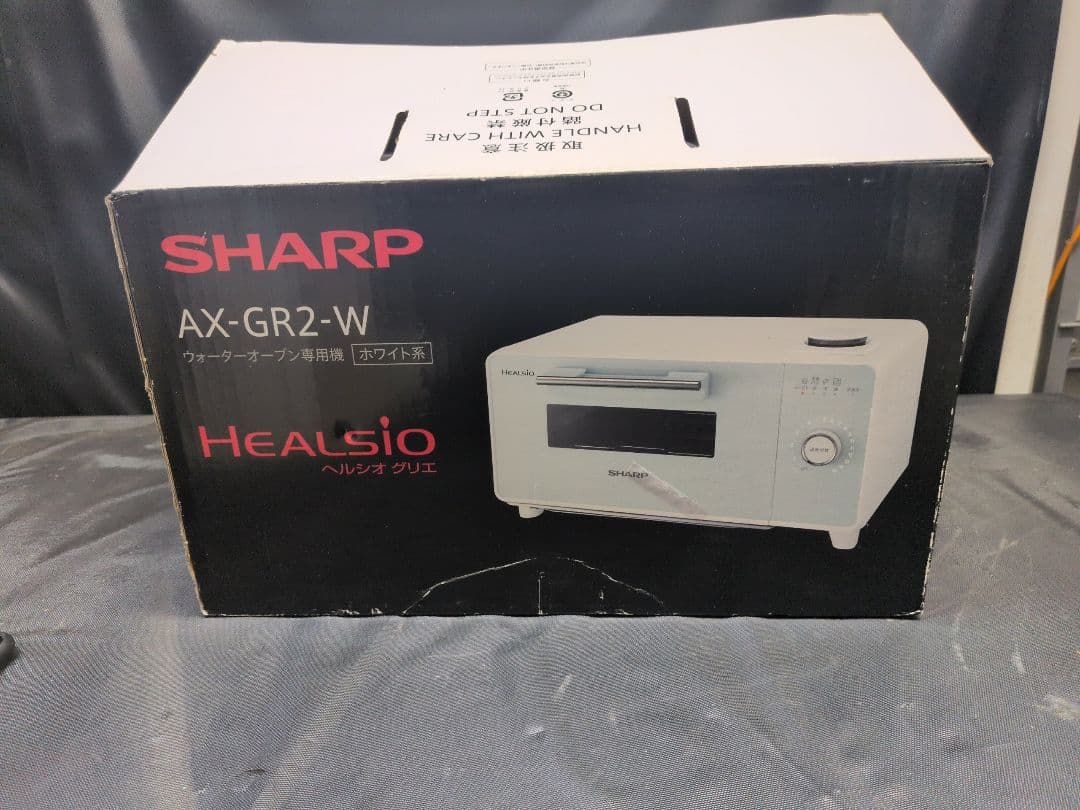 取扱注意
HANDLE WITH CARE
踏付厳禁
DO NOT STEP
SHARP
AX-GR2-W
ウォーターオーブン専用機 ホワイト系
HEALSIO
ヘルシオ グリエ
HEALSIO
SHARP